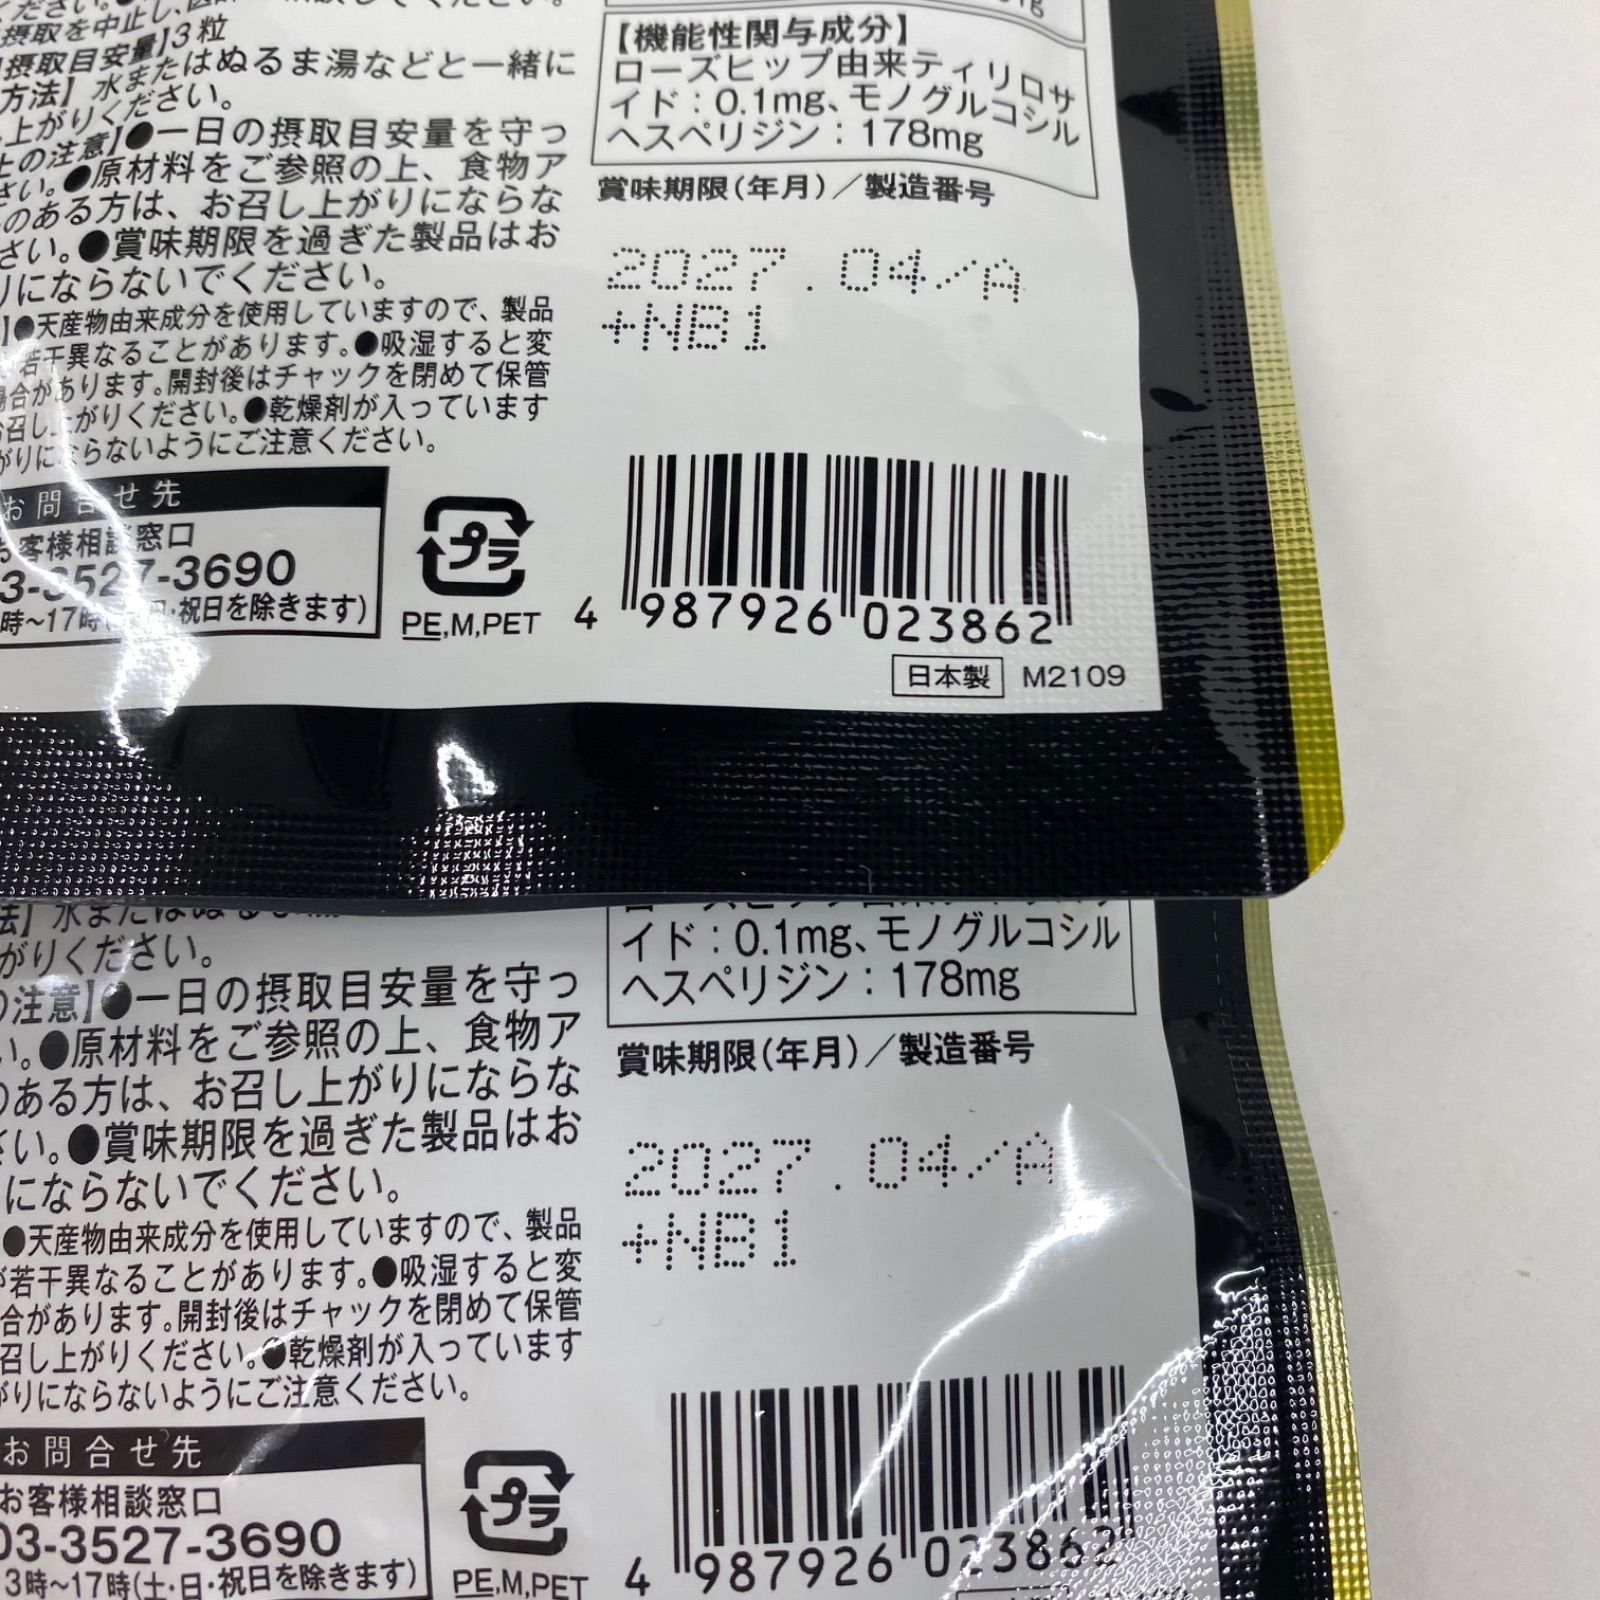 摂取を中止し、
摂取目安量】3粒
方法】水またはぬるま湯などと一緒に
し上がりください。
上の注意】●一日の摂取目安量を守っ
さい。●原材料をご参照の上、食物ア
のある方は、お召し上がりにならな
さい。●賞味期限を過ぎた製品はお
りにならないでください。
】●天産物由来成分を使用していますので、製品
若干異なることがあります。●吸湿すると変
場合があります。開封後はチャックを閉めて保管
お召し上がりください。●乾燥剤が入っています
がりにならないようにご注意ください。
お問合せ先
お客様相談窓口
3-3527-3690
時～17時(土・日・祝日を除きます)
【機能性関与成分】
ローズヒップ由来ティリロサ
イド:0.1mg、モノグルコシル
ヘスペリジン:178mg
賞味期限(年月)/製造番号
2027.04/A
+NB1
プラ
PE,M,PET
4 987926 023862
日本製 M2109
法】水またはぬるま湯
がりください。
の注意】●一日の摂取目安量を守っ
い。●原材料をご参照の上、食物ア
のある方は、お召し上がりにならな
さい。●賞味期限を過ぎた製品はお
にならないでください。
●天産物由来成分を使用していますので、製品
が若干異なることがあります。●吸湿すると変
合があります。開封後はチャックを閉めて保管
召し上がりください。●乾燥剤が入っています
がりにならないようにご注意ください。
お問合せ先
お客様相談窓口
03-3527-3690
13時～17時(土・日・祝日を除きます)
イド:0.1mg、モノグルコシル
ヘスペリジン:178mg
賞味期限(年月)/製造番号
2027.04/A
+NB1
プラ
PE,M,PET
4 987926 023862